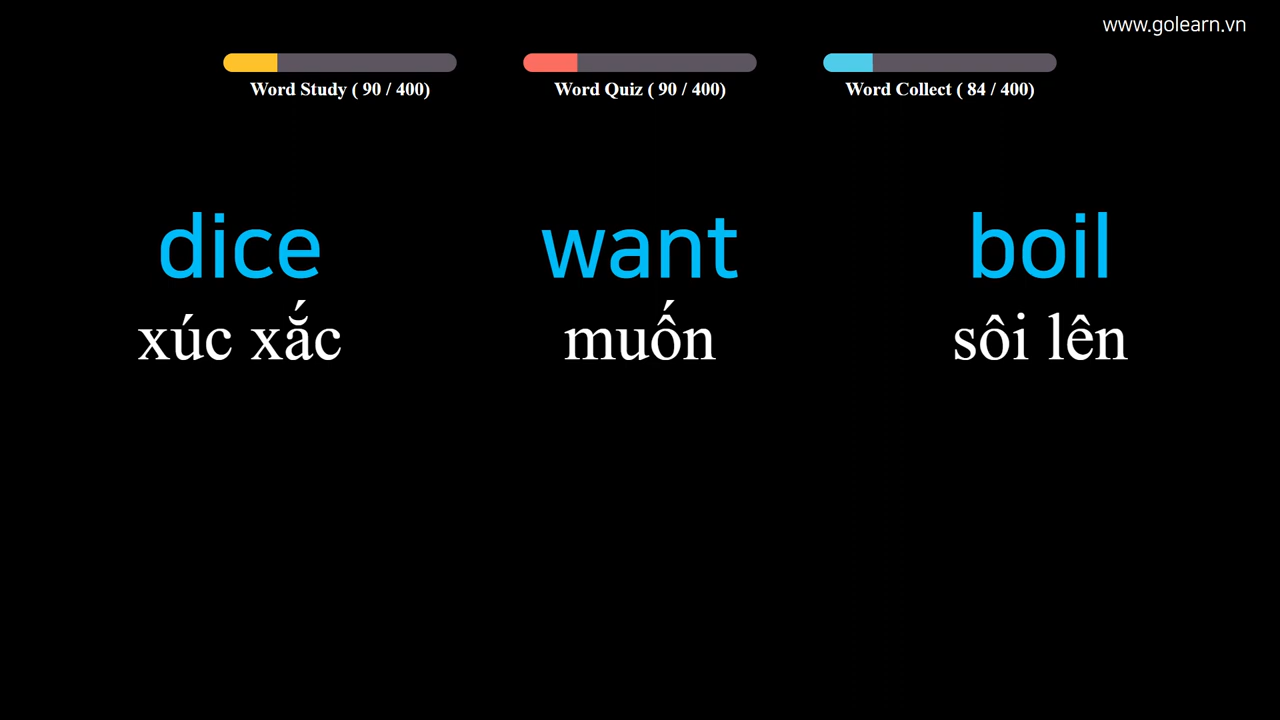 www.golearn.vn
Word Study ( 90 / 400)
Word Quiz ( 90 / 400)
Word Collect ( 84 / 400)
dice
want
boil
xúc xắc
muốn
sôi lên